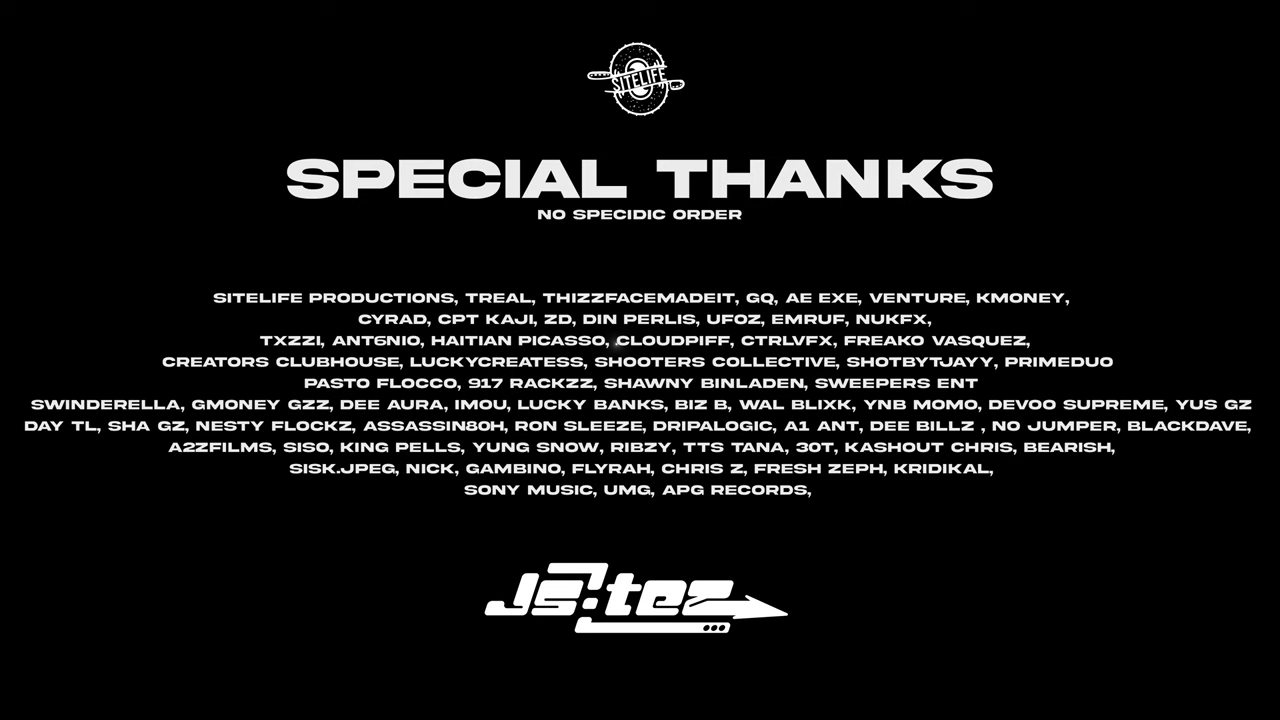 SITELIFE
SPECIAL THANKS
NO SPECIDIC ORDER
SITELIFE PRODUCTIONS, TREAL, THIZZFACEMADEIT, GQ, AE EXE, VENTURE, KMONEY,
CYRAD, CPT KAJI, ZD, DIN PERLIS, UFOZ, EMRUF, NUKFX,
TXZZI, ANT6NIO, HAITIAN PICASSO, CLOUDPIFF, CTRLVFX, FREAKO VASQUEZ,
CREATORS CLUBHOUSE, LUCKYCREATESS, SHOOTERS COLLECTIVE, SHOTBYTJAYY, PRIMEDUO
PASTO FLOCCO, 917 RACKZZ, SHAWNY BINLADEN, SWEEPERS ENT
SWINDERELLA, GMONEY GZZ, DEE AURA, IMOU, LUCKY BANKS, BIZ B, WAL BLIXK, YNB MOMO, DEVOO SUPREME, YUS GZ
DAY TL, SHA GZ, NESTY FLOCKZ, ASSASSIN80H, RON SLEEZE, DRIPALOGIC, A1 ANT, DEE BILLZ , NO JUMPER, BLACKDAVE,
A2ZFILMS, SISO, KING PELLS, YUNG SNOW, RIBZY, TTS TANA, 30T, KASHOUT CHRIS, BEARISH,
SISK.JPEG, NICK, GAMBINO, FLYRAH, CHRIS Z, FRESH ZEPH, KRIDIKAL,
SONY MUSIC, UMG, APG RECORDS,
Js:tez